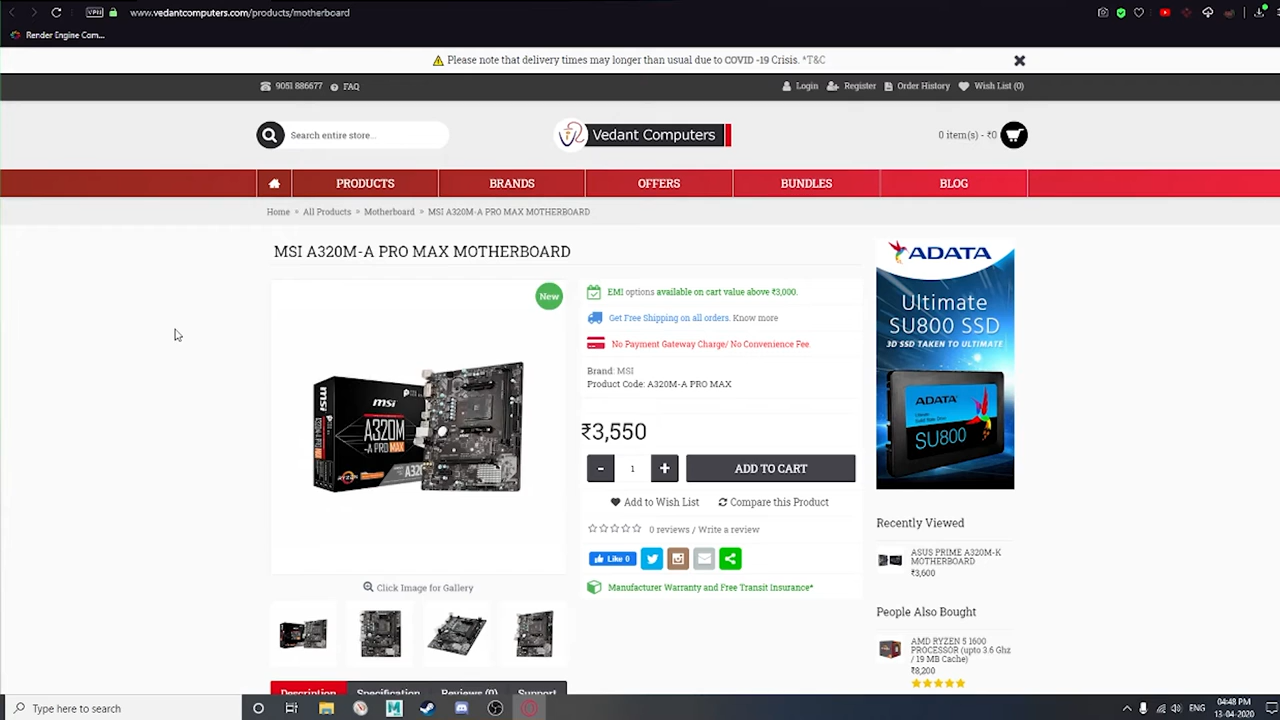 www.vedantcomputers.com/products/motherboard
Render Engine Com...
Please note that delivery times may longer than usual due to COVID -19 Crisis. *T&C
9051 886677 FAQ
Login Register Order History Wish List (0)
Search entire store...
Vedant Computers
0 item(s) - ₹0
PRODUCTS BRANDS OFFERS BUNDLES BLOG
Home » All Products » Motherboard » MSI A320M-A PRO MAX MOTHERBOARD
MSI A320M-A PRO MAX MOTHERBOARD
New
msi
A320M
-A PRO MAX
RYZEN
EMI options available on cart value above ₹3,000.
Get Free Shipping on all orders. Know more
No Payment Gateway Charge/ No Convenience Fee.
Brand: MSI
Product Code: A320M-A PRO MAX
₹3,550
- 1 + ADD TO CART
Add to Wish List Compare this Product
0 reviews / Write a review
Like 0
Manufacturer Warranty and Free Transit Insurance*
Click Image for Gallery
Description Specification Reviews (0) Support
ADATA
Ultimate
SU800 SSD
3D SSD TAKEN TO ULTIMATE
ADATA
SU800
Recently Viewed
ASUS PRIME A320M-K
MOTHERBOARD
₹3,600
People Also Bought
AMD RYZEN 5 1600
PROCESSOR (upto 3.6 Ghz
/ 19 MB Cache)
₹8,200
Type here to search
ENG
04:48 PM
13-04-2020